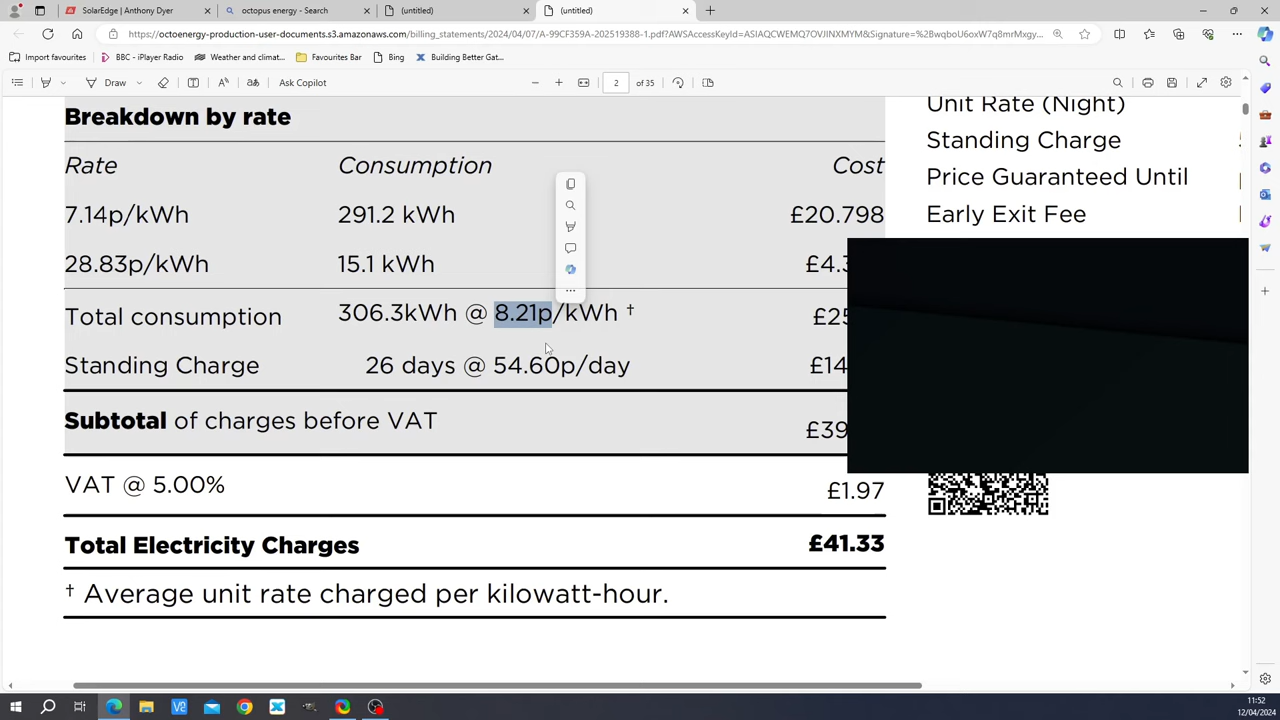 SolarEdge | Anthony Dyer
octopus energy - Search
(untitled)
(untitled)
https://octoenergy-production-user-documents.s3.amazonaws.com/billing_statements/2024/04/07/A-99CF359A-202519388-1.pdf?AWSAccessKeyId=ASIAQCWEMQ7OVJINXMYM&Signature=%2BwqboU6oxW7q8mrMxgy...
Import favourites
BBC - iPlayer Radio
Weather and climat...
Favourites Bar
Bing
Building Better Gat...
Draw
Ask Copilot
2 of 35
Breakdown by rate
Rate Consumption Cost
7.14p/kWh 291.2 kWh £20.798
28.83p/kWh 15.1 kWh £4.3
Total consumption 306.3kWh @ 8.21p/kWh † £25
Standing Charge 26 days @ 54.60p/day £14
Subtotal of charges before VAT £39
VAT @ 5.00% £1.97
Total Electricity Charges £41.33
† Average unit rate charged per kilowatt-hour.
Unit Rate (Night)
Standing Charge
Price Guaranteed Until
Early Exit Fee
11:52
12/04/2024